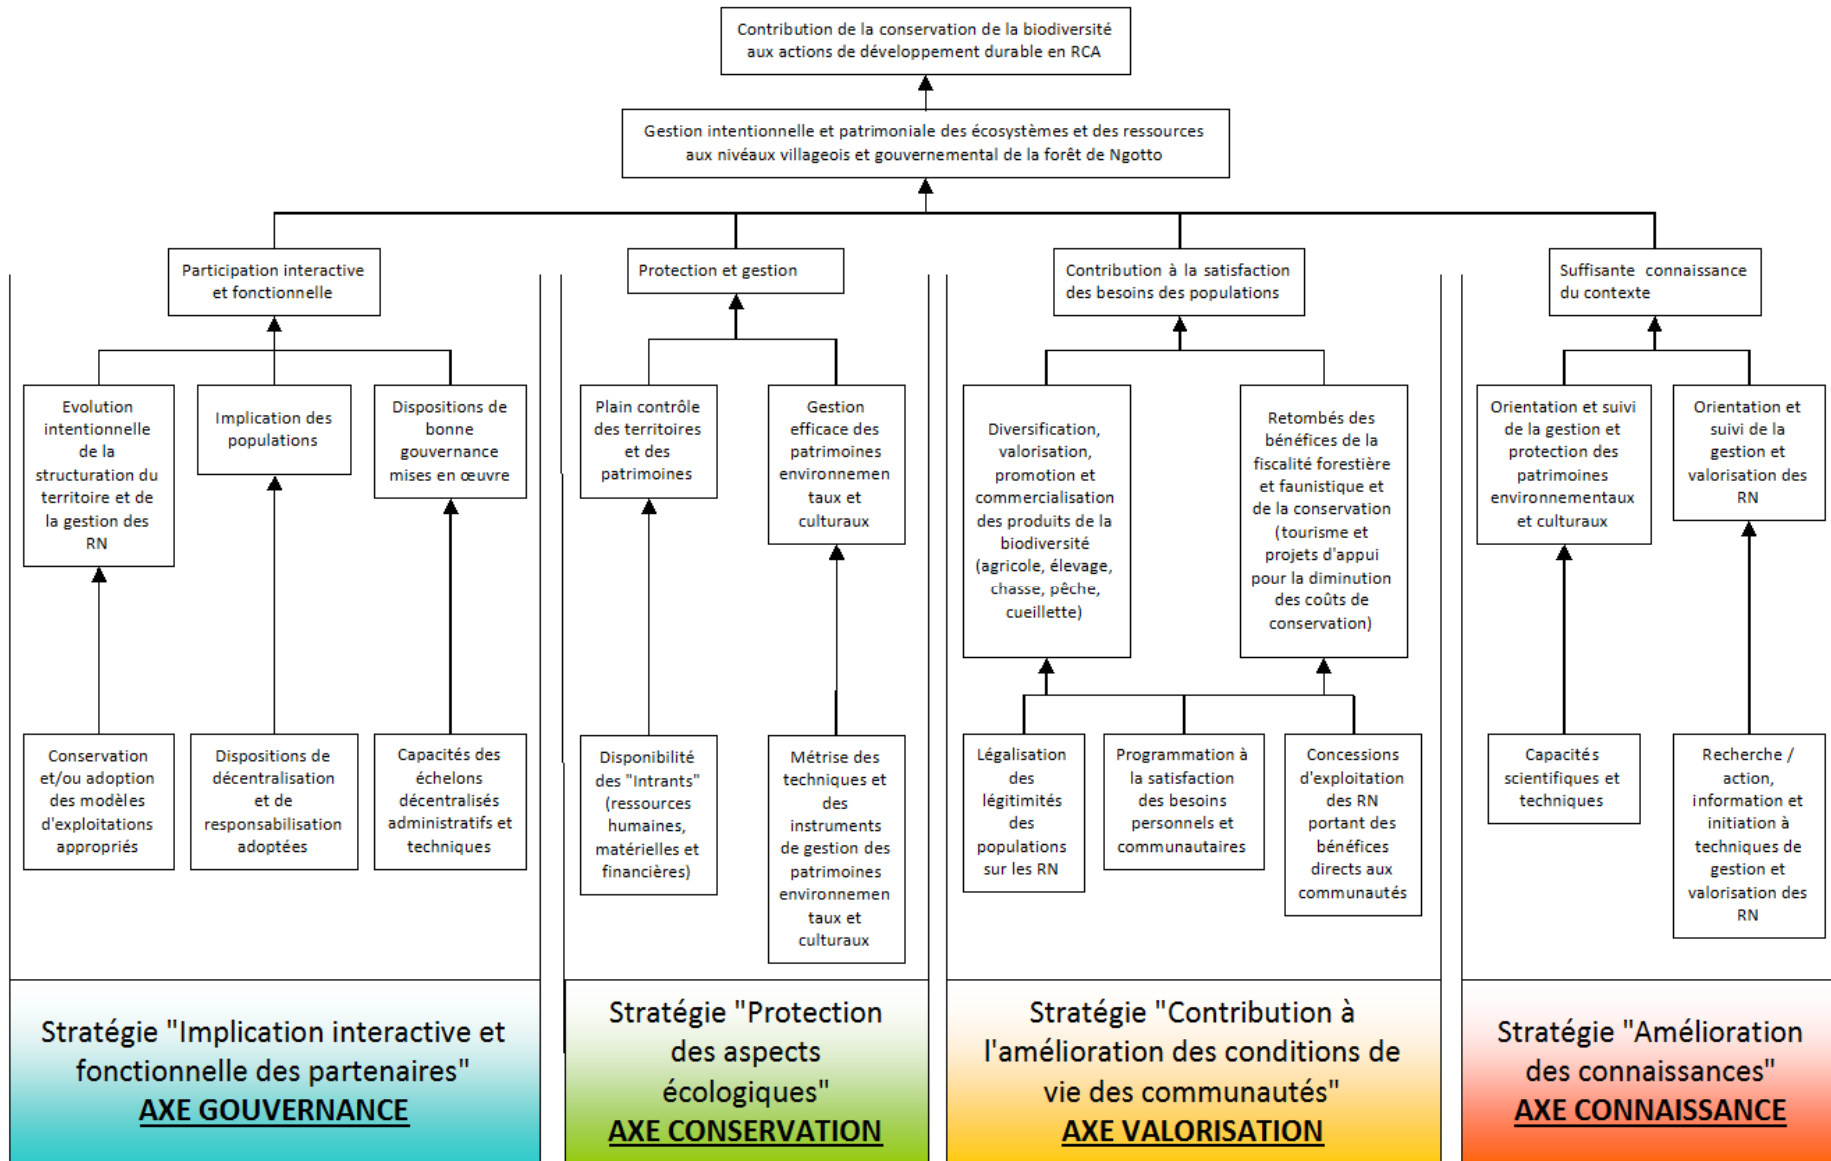 Contribution de la conservation de la biodiversité
aux actions de développement durable en RCA
Gestion intentionnelle et patrimoniale des écosystèmes et des ressources
aux nivéaux villageois et gouvernemental de la forêt de Ngotto
Participation interactive
et fonctionnelle
Protection et gestion
Contribution à la satisfaction
des besoins des populations
Suffisante connaissance
du contexte
Evolution
intentionnelle
de la
structuration du
territoire et de
la gestion des
RN
Implication des
populations
Dispositions de
bonne
gouvernance
mises en œuvre
Plain contrôle
des territoires
et des
patrimoines
Gestion
efficace des
patrimoines
environnemen
taux et
culturaux
Diversification,
valorisation,
promotion et
commercialisation
des produits de la
biodiversité
(agricole, élevage,
chasse, pêche,
cueillette)
Retombés des
bénéfices de la
fiscalité forestière
et faunistique et
de la conservation
(tourisme et
projets d'appui
pour la diminution
des coûts de
conservation)
Orientation et suivi
de la gestion et
protection des
patrimoines
environnementaux
et culturaux
Orientation et
suivi de la
gestion et
valorisation des
RN
Conservation
et/ou adoption
des modèles
d'exploitations
appropriés
Dispositions de
décentralisation
et de
responsabilisation
adoptées
Capacités des
échelons
décentralisés
administratifs et
techniques
Disponibilité
des "Intrants"
(ressources
humaines,
matérielles et
financières)
Métrise des
techniques et
des
instruments
de gestion des
patrimoines
environnemen
taux et
culturaux
Légalisation
des
légitimités
des
populations
sur les RN
Programmation à
la satisfaction
des besoins
personnels et
communautaires
Concessions
d'exploitation
des RN
portant des
bénéfices
directs aux
communautés
Capacités
scientifiques et
techniques
Recherche /
action,
information et
initiation à
techniques de
gestion et
valorisation des
RN
Stratégie "Implication interactive et
fonctionnelle des partenaires"
AXE GOUVERNANCE
Stratégie "Protection
des aspects
écologiques"
AXE CONSERVATION
Stratégie "Contribution à
l'amélioration des conditions de
vie des communautés"
AXE VALORISATION
Stratégie "Amélioration
des connaissances"
AXE CONNAISSANCE